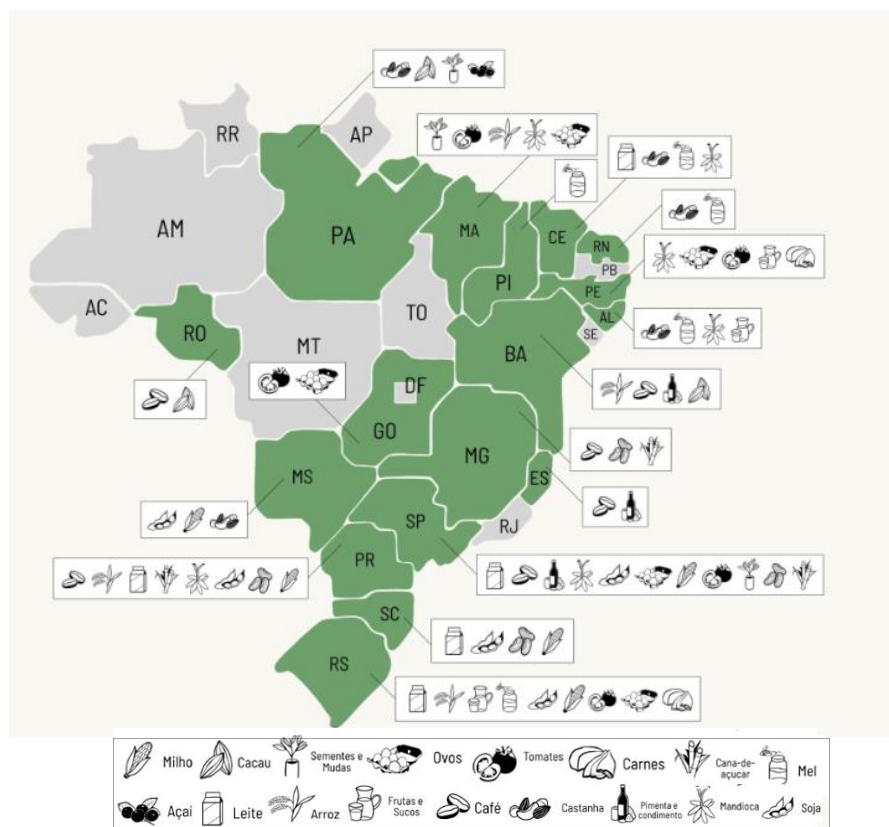 RR
AP
AM
PA
MA
CE
RN
PB
PI
PE
AC
TO
AL
SE
RO
MT
BA
DF
GO
MG
MS
ES
SP
RJ
PR
SC
RS
Milho
Cacau
Sementes e
Mudas
Ovos
Tomates
Carnes
Cana-de-
açucar
Mel
Açai
Leite
Arroz
Frutas e
Sucos
Café
Castanha
Pimenta e
condimento
Mandioca
Soja